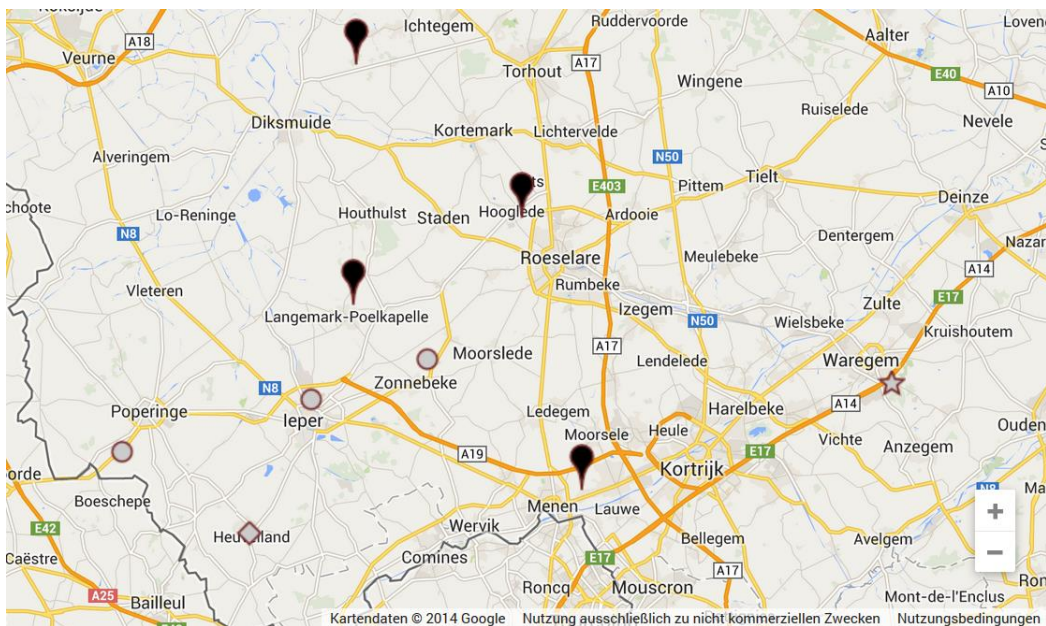 Veurne
A18
Ichtegem
Ruddervoorde
Aalter
A17
Torhout
Wingene
E40
A10
Diksmuide
Kortemark
Lichtervelde
Ruiselede
Nevele
Alveringem
N50
Tielt
E403
Pittem
Deinze
Lo-Reninge
Houthulst
Staden
Hooglede
Ardooie
N8
Dentergem
Roeselare
Meulebeke
A14
Vleteren
Rumbeke
Zulte
E17
Langemark-Poelkapelle
Izegem
N50
Wielsbeke
Kruishoutem
Moorslede
A17
Lendelede
Waregem
N8
Zonnebeke
Poperinge
Ieper
Ledegem
Harelbeke
A14
Moorsele
Heule
Vichte
Anzegem
A19
E17
Kortrijk
Boeschepe
Menen
Lauwe
N8
+
E42
Wervik
Bellegem
Avelgem
−
Caëstre
Comines
E17
A17
A25
Bailleul
Roncq
Mouscron
Mont-de-l'Enclus
Kartendaten © 2014 Google Nutzung ausschließlich zu nicht kommerziellen Zwecken Nutzungsbedingungen